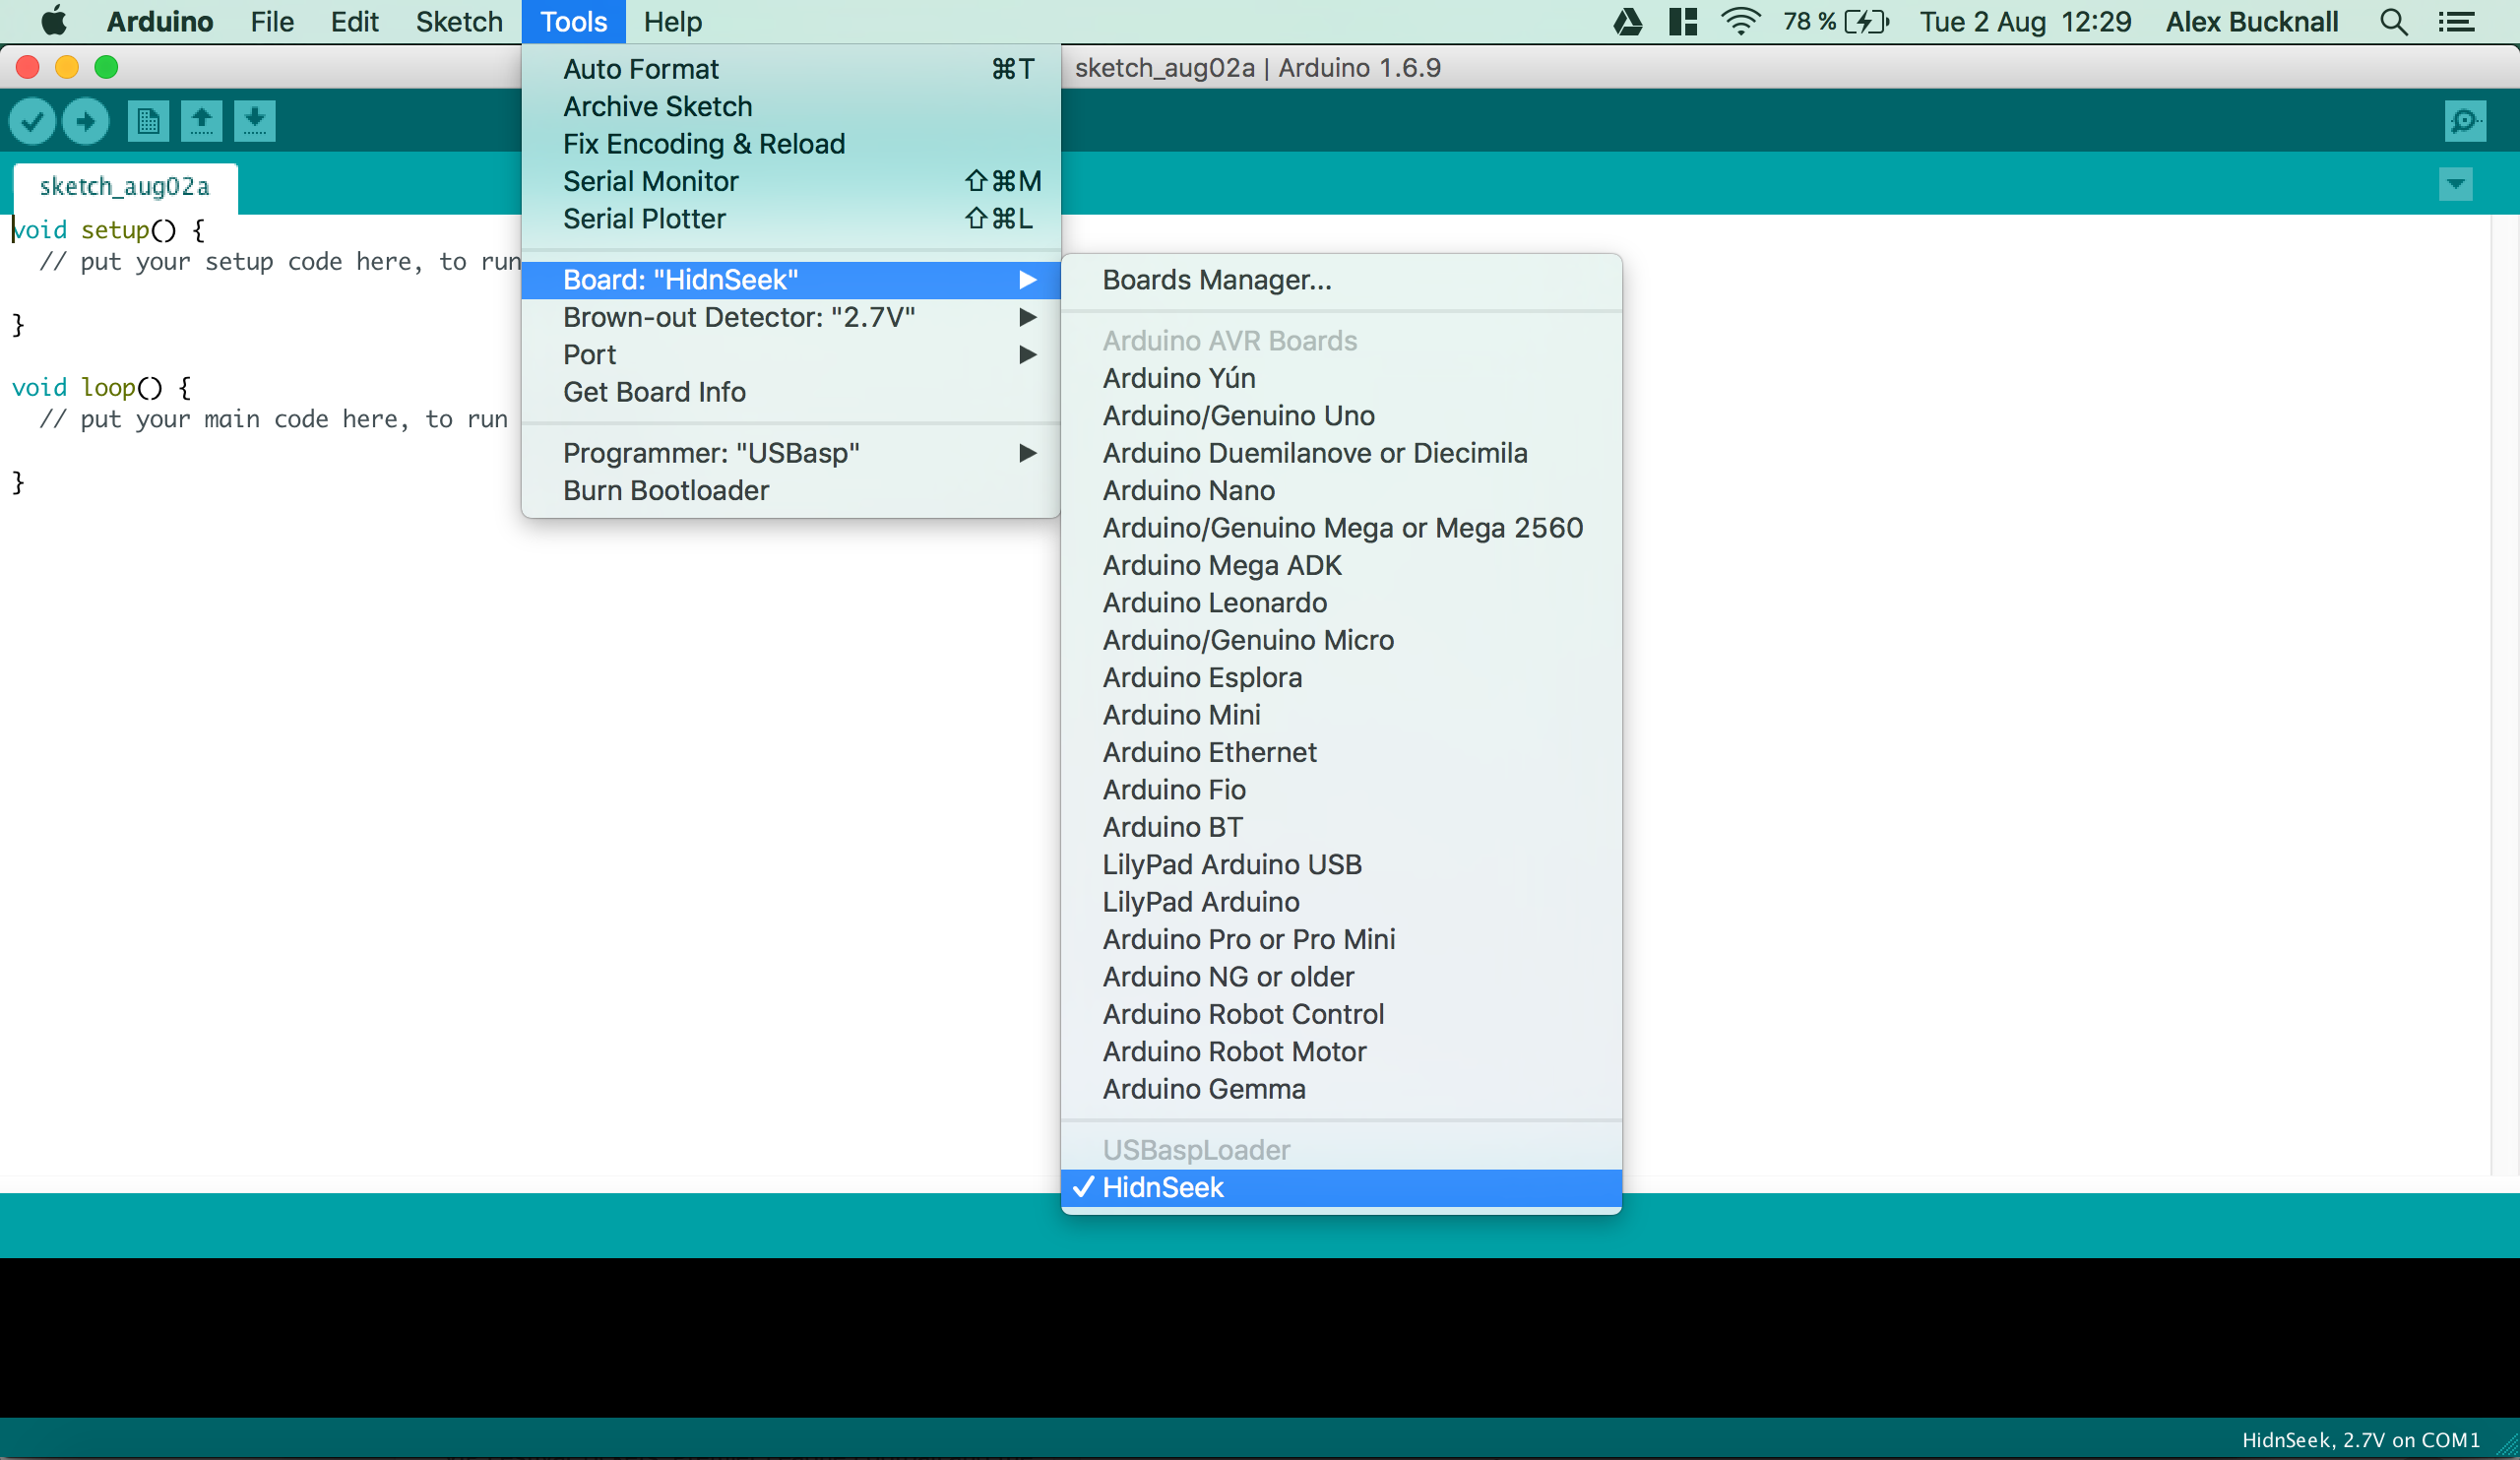 Arduino File Edit Sketch Tools Help 78 % Tue 2 Aug 12:29 Alex Bucknall
sketch_aug02a | Arduino 1.6.9
sketch_aug02a
void setup() {
// put your setup code here, to run
}
void loop() {
// put your main code here, to run
}
Auto Format ⌘T
Archive Sketch
Fix Encoding & Reload
Serial Monitor ⇧⌘M
Serial Plotter ⇧⌘L
Board: "HidnSeek"
Brown-out Detector: "2.7V"
Port
Get Board Info
Programmer: "USBasp"
Burn Bootloader
Boards Manager...
Arduino AVR Boards
Arduino Yún
Arduino/Genuino Uno
Arduino Duemilanove or Diecimila
Arduino Nano
Arduino/Genuino Mega or Mega 2560
Arduino Mega ADK
Arduino Leonardo
Arduino/Genuino Micro
Arduino Esplora
Arduino Mini
Arduino Ethernet
Arduino Fio
Arduino BT
LilyPad Arduino USB
LilyPad Arduino
Arduino Pro or Pro Mini
Arduino NG or older
Arduino Robot Control
Arduino Robot Motor
Arduino Gemma
USBaspLoader
✓ HidnSeek
HidnSeek, 2.7V on COM1